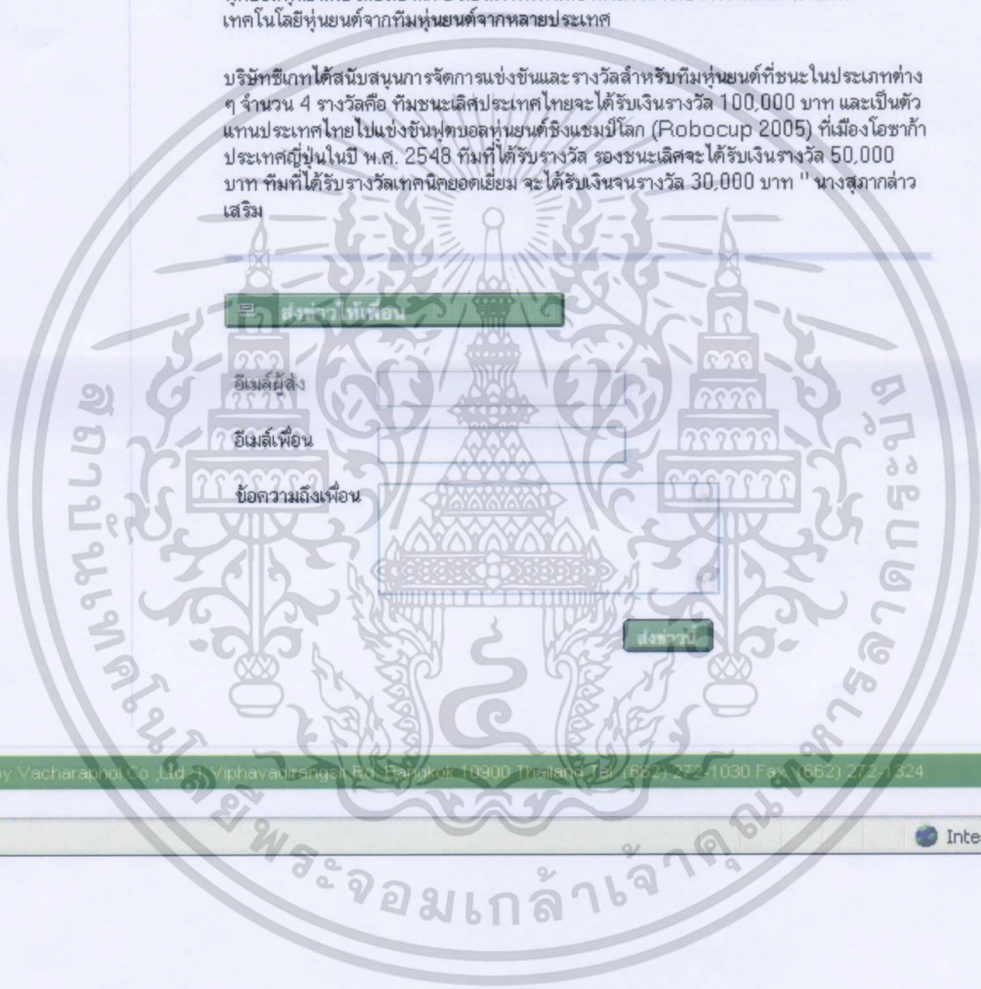 เทคโนโลยีหุ่นยนต์จากทีมหุ่นยนต์จากหลายประเทศ
บริษัทซีเกทได้สนับสนุนการจัดการแข่งขันและรางวัลสำหรับทีมหุ่นยนต์ที่ชนะในประเภทต่าง
ๆ จำนวน 4 รางวัลคือ ทีมชนะเลิศประเทศไทยจะได้รับเงินรางวัล 100,000 บาท และเป็นตัว
แทนประเทศไทยไปแข่งขันฟุตบอลหุ่นยนต์ชิงแชมป์โลก (Robocup 2005) ที่เมืองโอซาก้า
ประเทศญี่ปุ่นในปี พ.ศ. 2548 ทีมที่ได้รับรางวัล รองชนะเลิศจะได้รับเงินรางวัล 50,000
บาท ทีมที่ได้รับรางวัลเทคนิคยอดเยี่ยม จะได้รับเงินจนรางวัล 30,000 บาท " นางสุภากล่าว
เสริม
ส่งข่าวให้เพื่อน
อีเมล์ผู้ส่ง
อีเมล์เพื่อน
ข้อความถึงเพื่อน
ส่งข่าวนี้
by Vacharaphol Co .,Ltd. 1 Viphavadirangsit Rd. Bangkok 10900 Thailand Tel. (662) 272-1030 Fax. (662) 272-1324
Inte
สถาบันเทคโนโลยีพระจอมเกล้าเจ้าคุณทหารลาดกระบัง